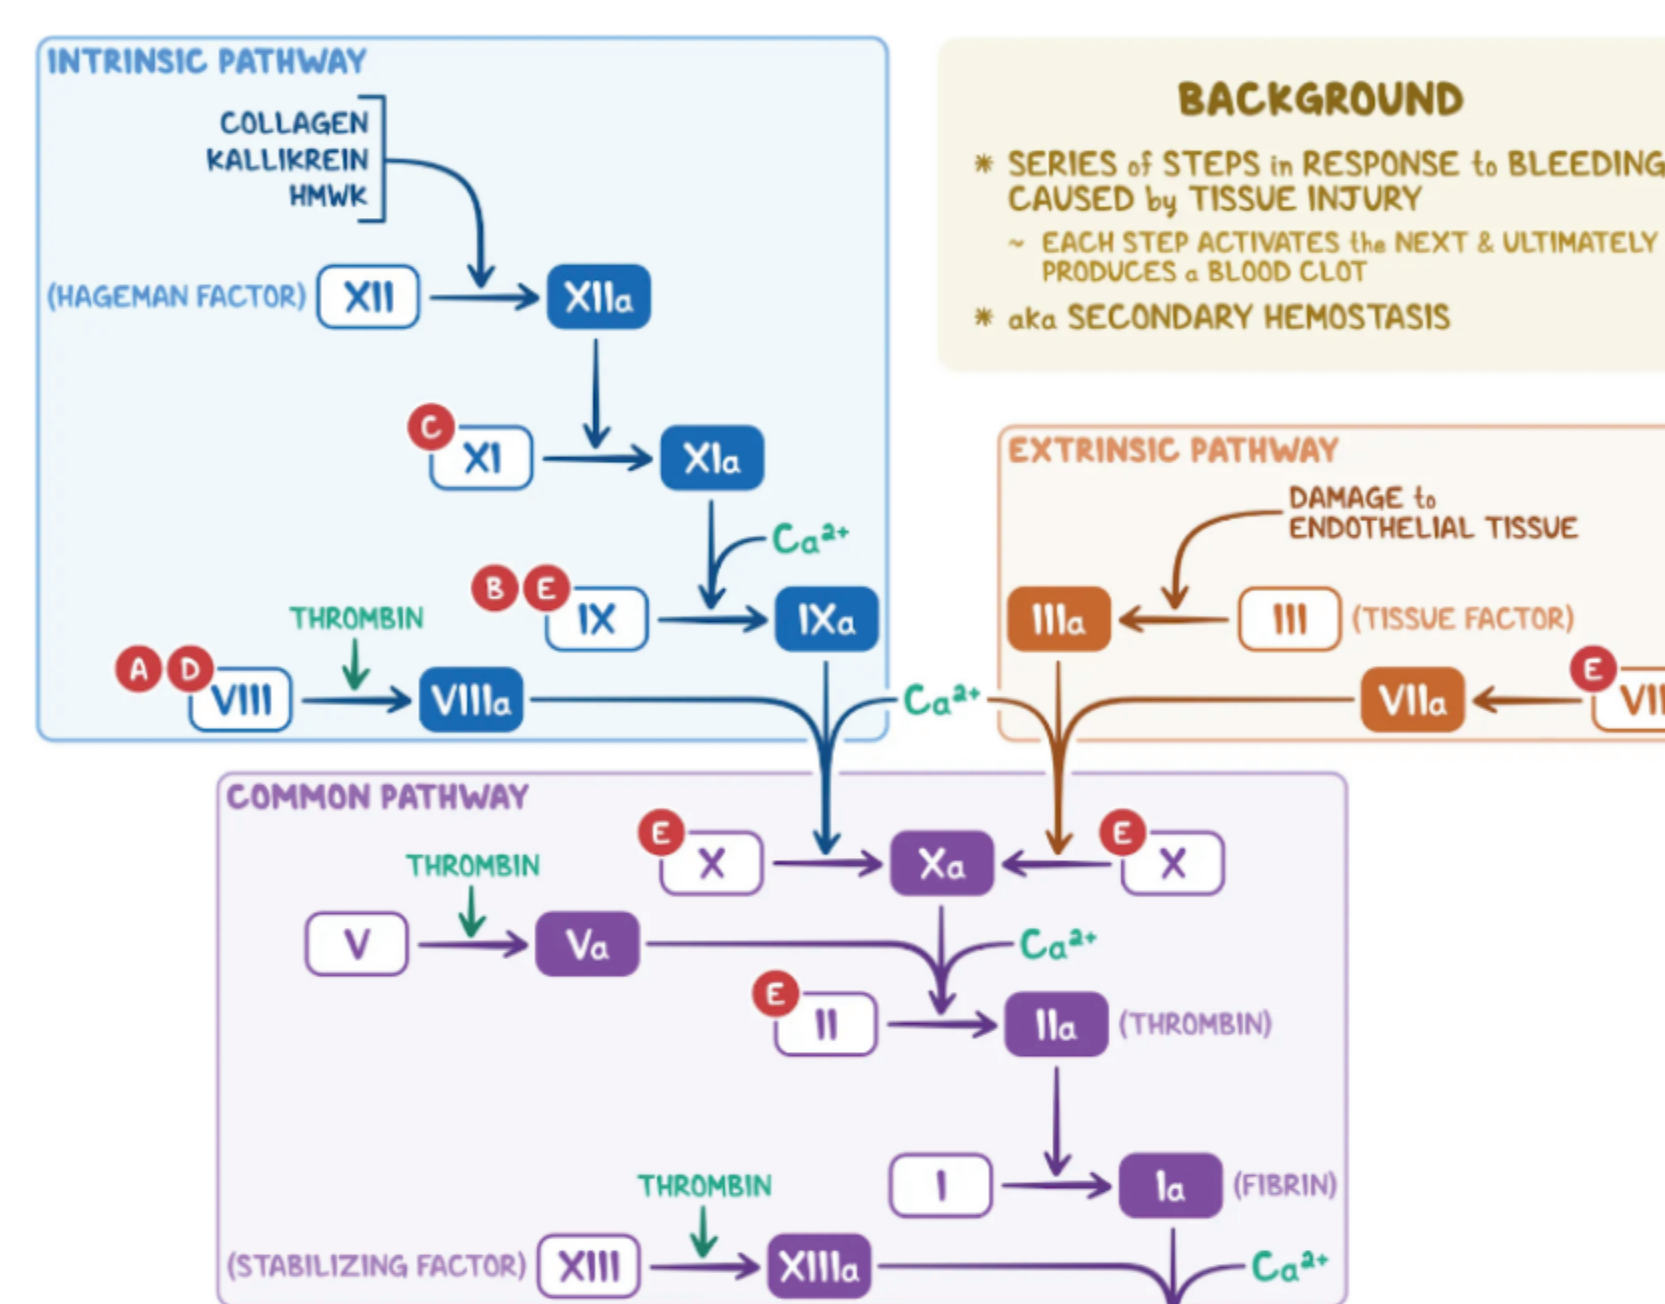 INTRINSIC PATHWAY
COLLAGEN
KALLIKREIN
HMWK
(HAGEMAN FACTOR) XII XIIa
C
XI XIa
Ca²⁺
B E
IX IXa
THROMBIN
A D
VIII VIIIa
Ca²⁺
BACKGROUND
* SERIES of STEPS in RESPONSE to BLEEDING
CAUSED by TISSUE INJURY
~ EACH STEP ACTIVATES the NEXT & ULTIMATELY
PRODUCES a BLOOD CLOT
* aka SECONDARY HEMOSTASIS
EXTRINSIC PATHWAY
DAMAGE to
ENDOTHELIAL TISSUE
IIIa III (TISSUE FACTOR)
E
VIIa
COMMON PATHWAY
E E
X Xa X
THROMBIN
V Va Ca²⁺
E
II IIa (THROMBIN)
I Ia (FIBRIN)
THROMBIN
(STABILIZING FACTOR) XIII XIIIa Ca²⁺